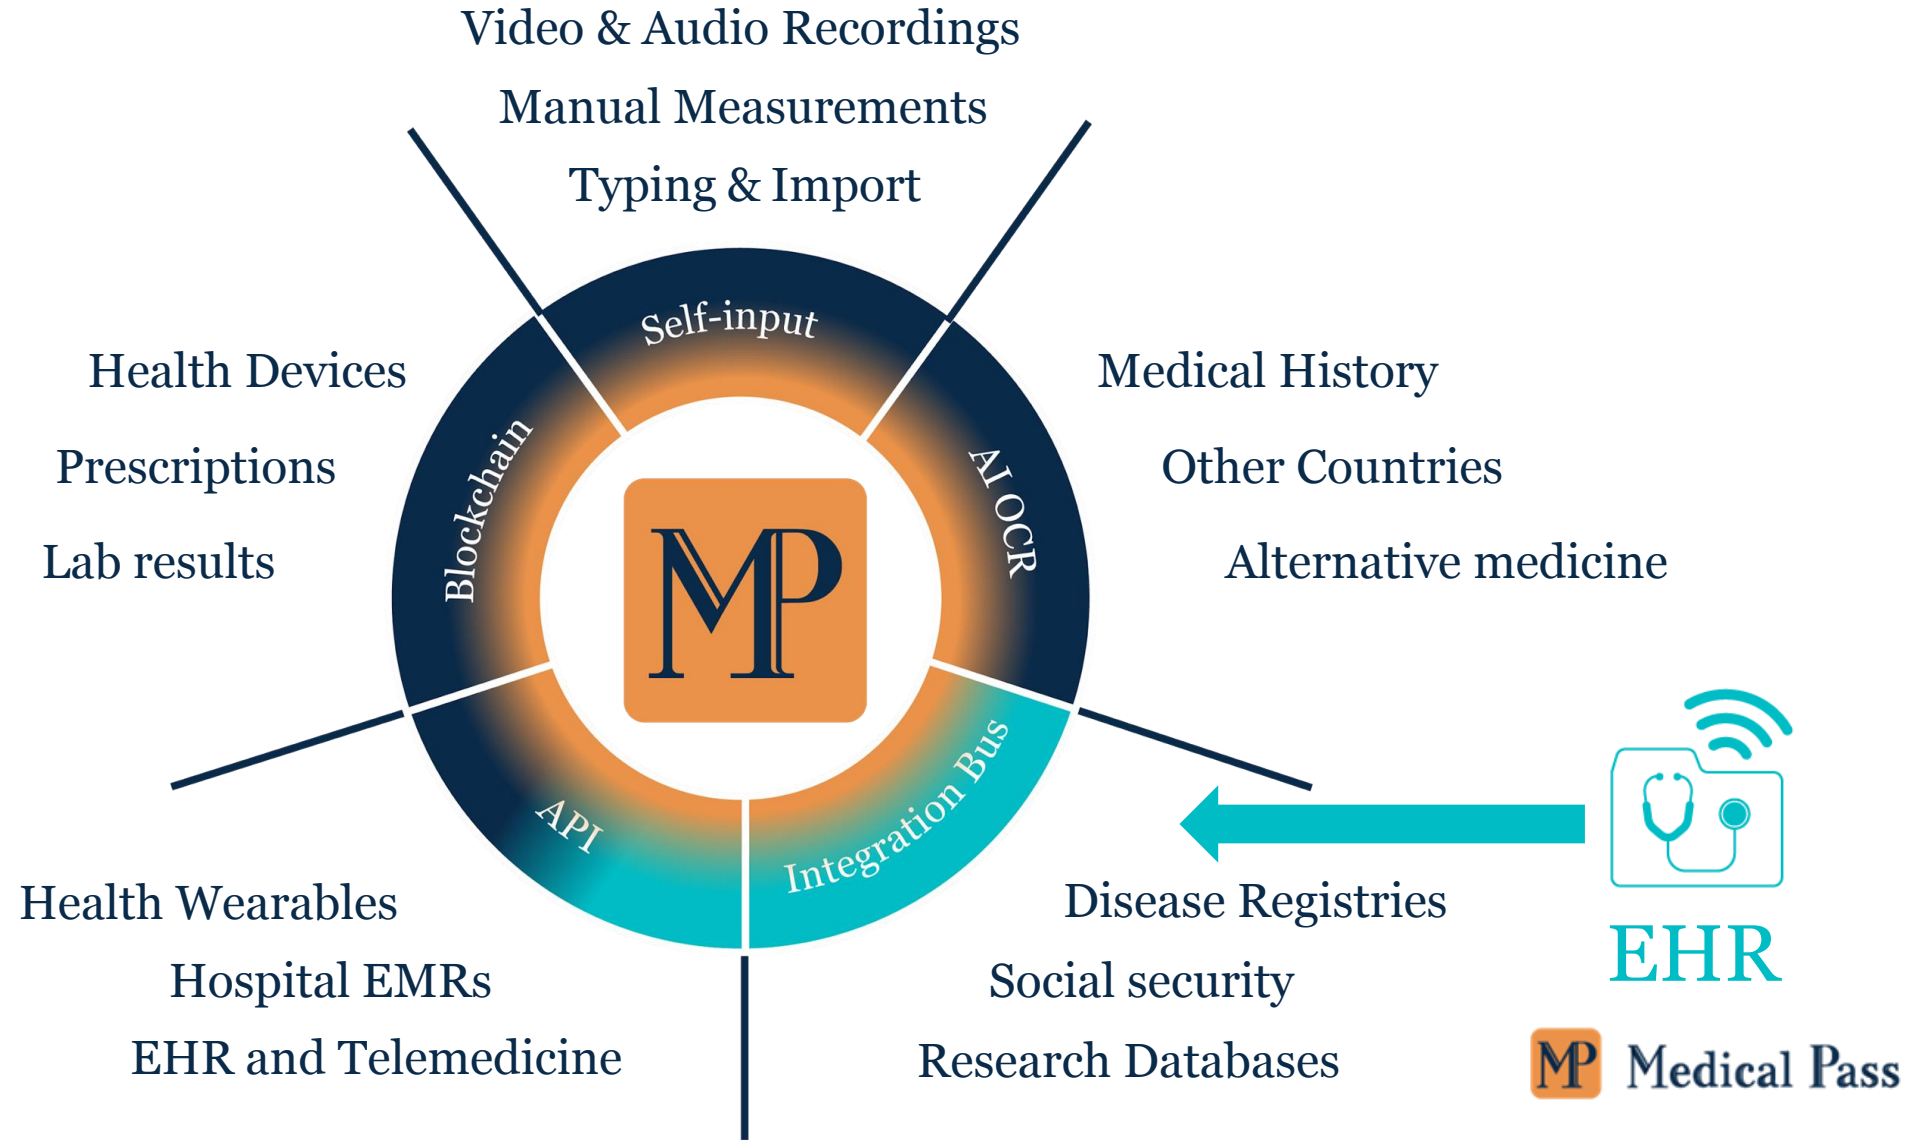 Video & Audio Recordings
Manual Measurements
Typing & Import
Self-input
Health Devices
Prescriptions
Lab results
Blockchain
MP
AI OCR
Medical History
Other Countries
Alternative medicine
API
Health Wearables
Hospital EMRs
EHR and Telemedicine
Integration Bus
Disease Registries
Social security
Research Databases
EHR
MP Medical Pass